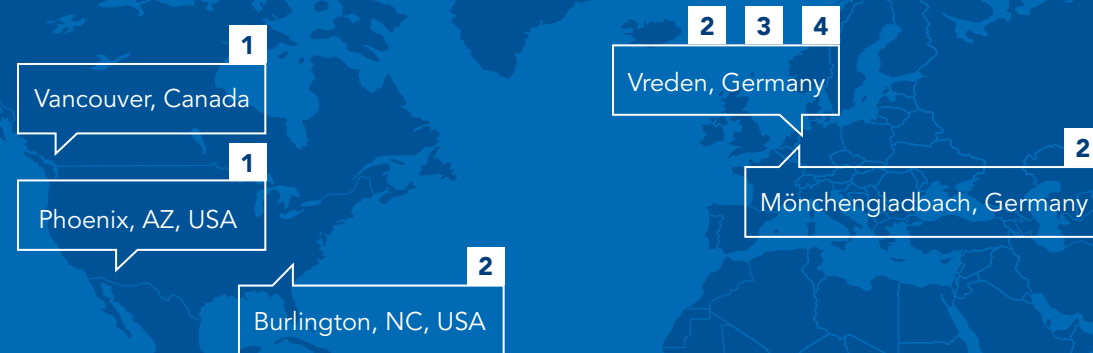 1
Vancouver, Canada
1
Phoenix, AZ, USA
2
Burlington, NC, USA
2 3 4
Vreden, Germany
2
Mönchengladbach, Germany